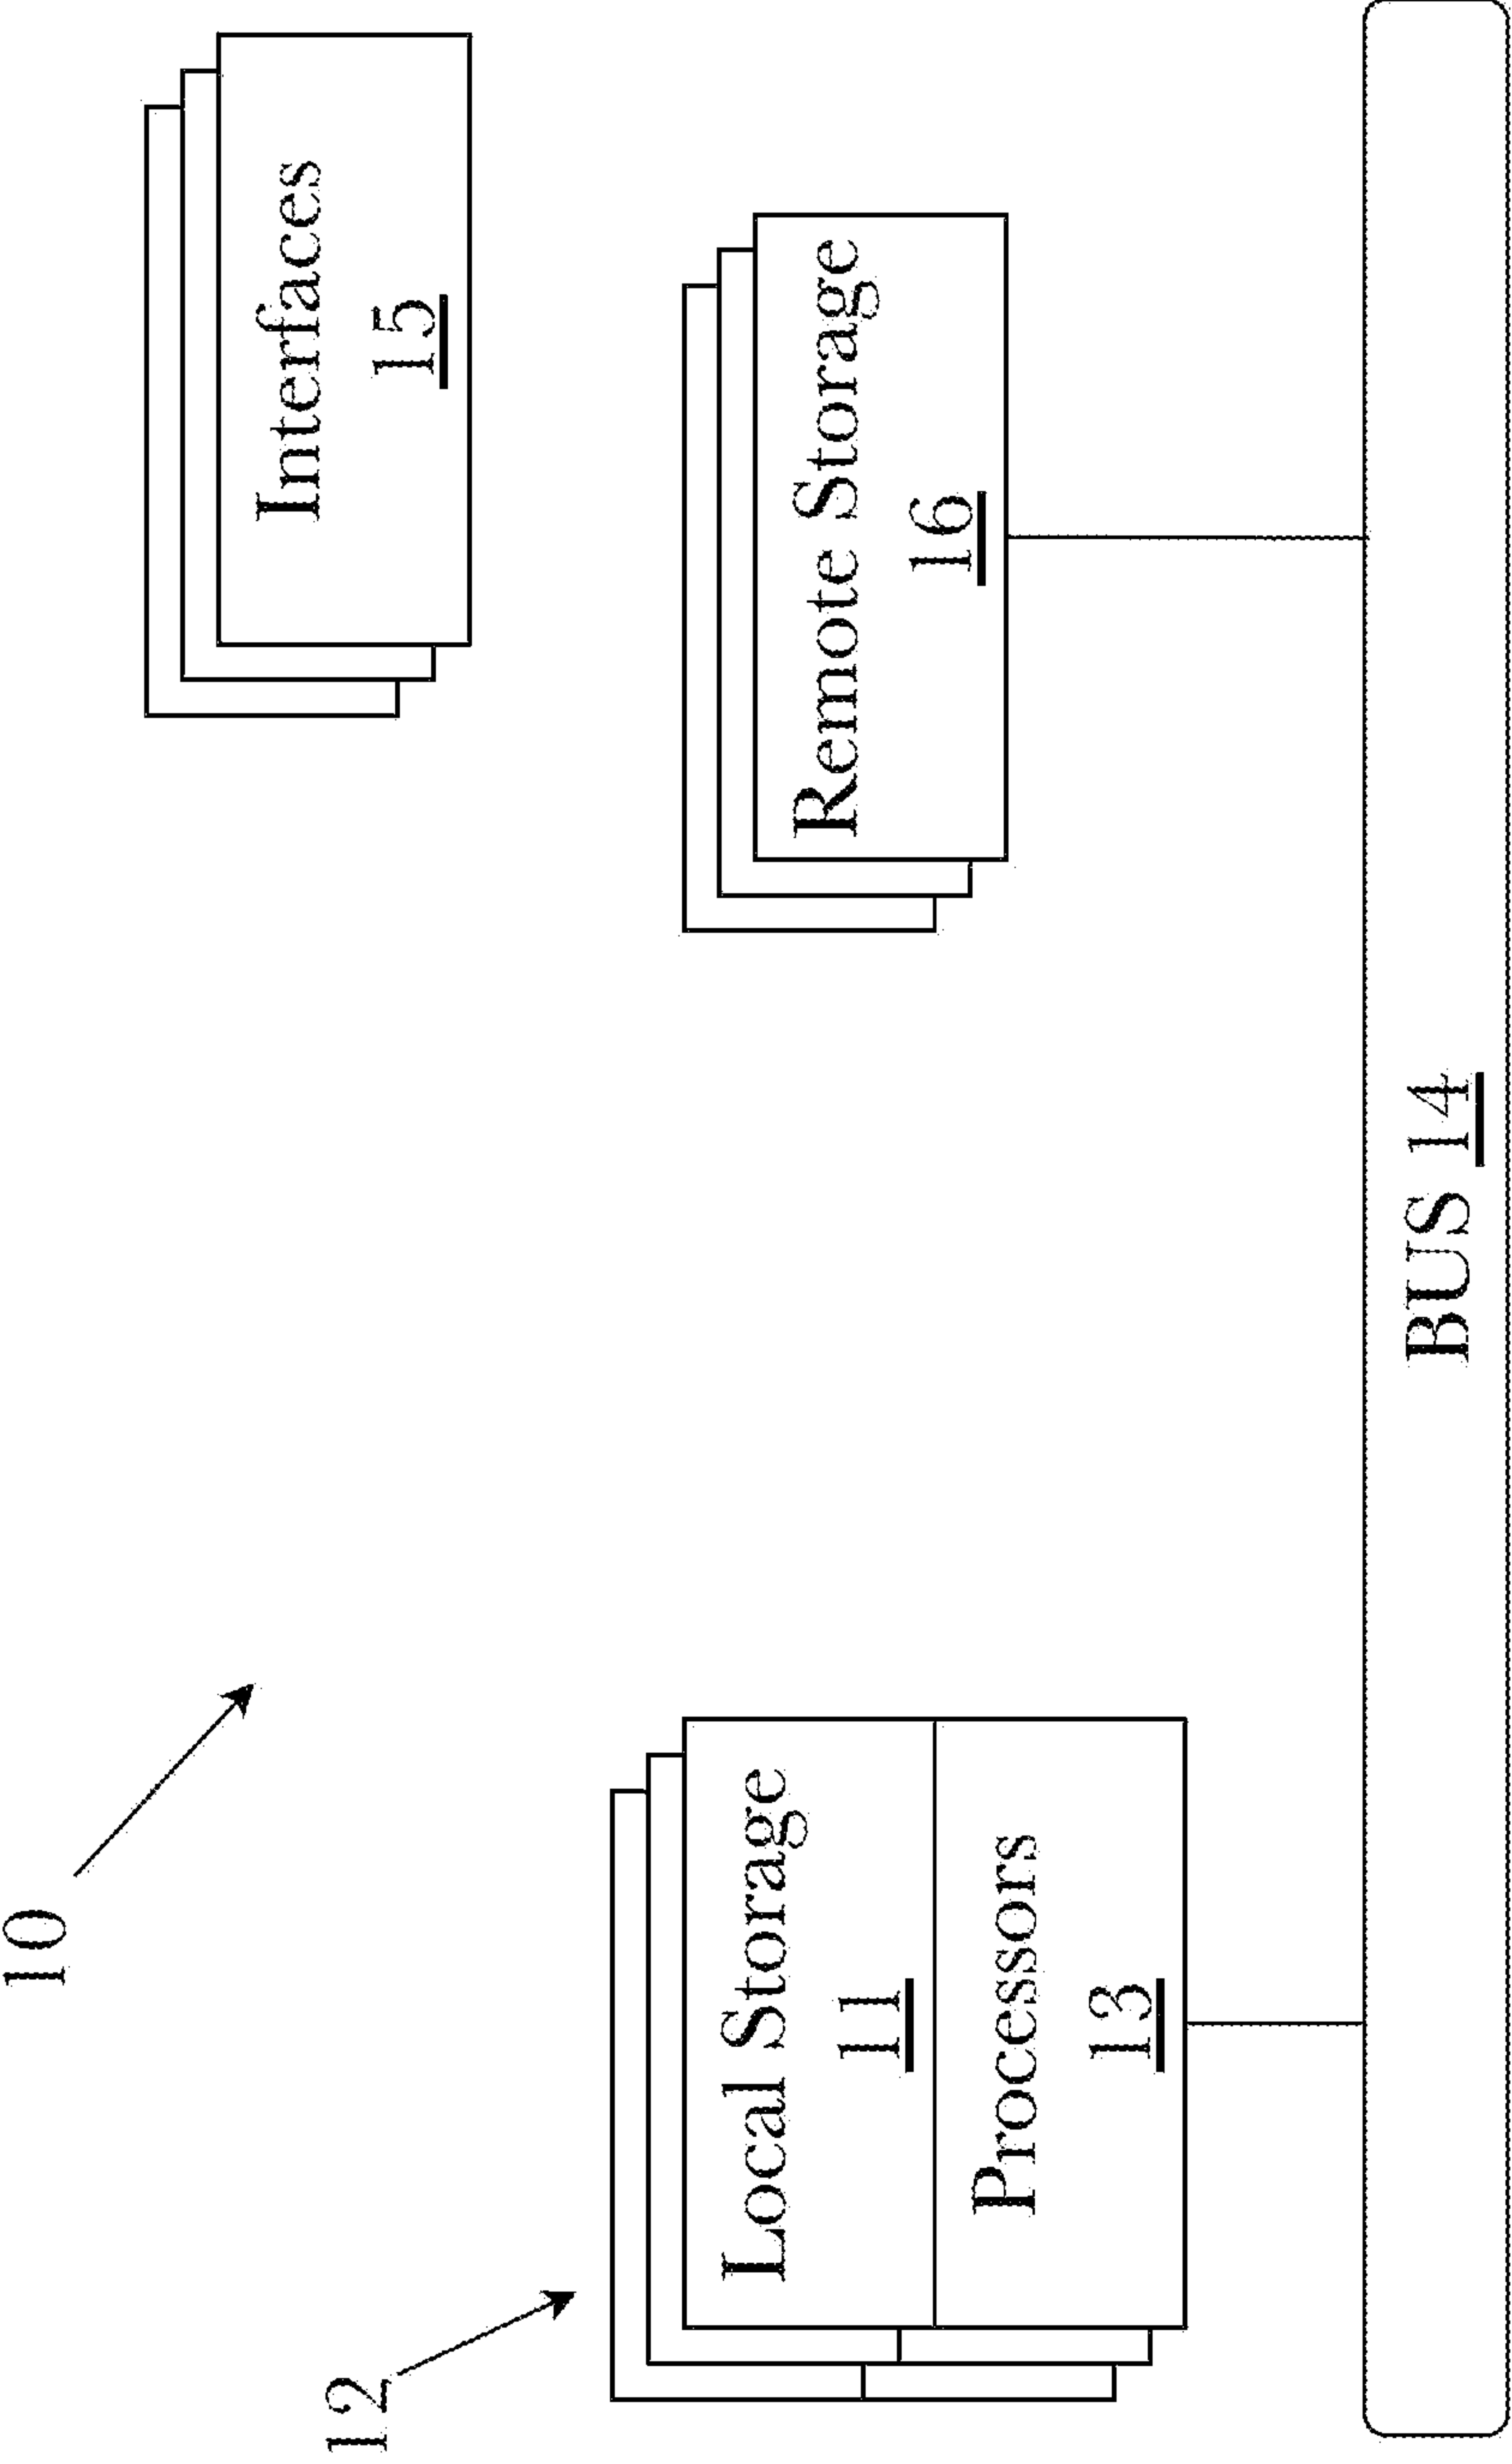 10
12
Interfaces
15
Local Storage
11
Remote Storage
16
Processors
13
BUS 14